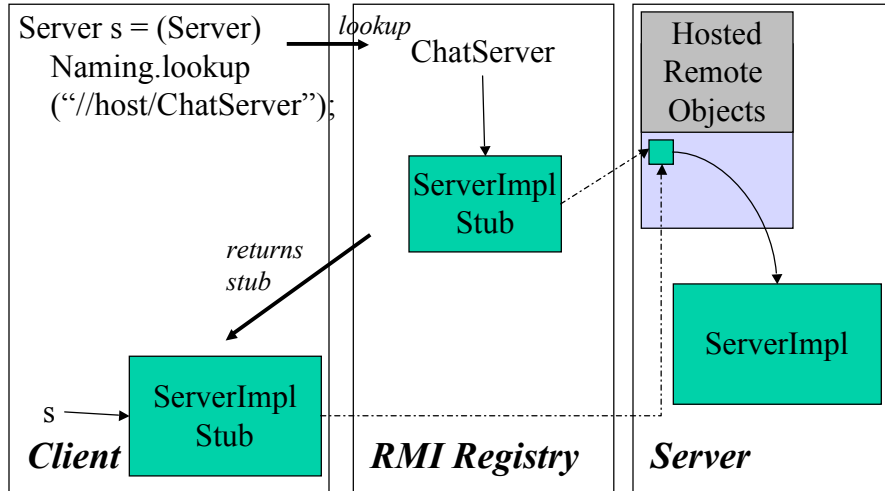 Server s = (Server)
Naming.lookup
(“//host/ChatServer”);
lookup
ChatServer
Hosted
Remote
Objects
ServerImpl
Stub
returns
stub
ServerImpl
s
ServerImpl
Stub
Client
RMI Registry
Server